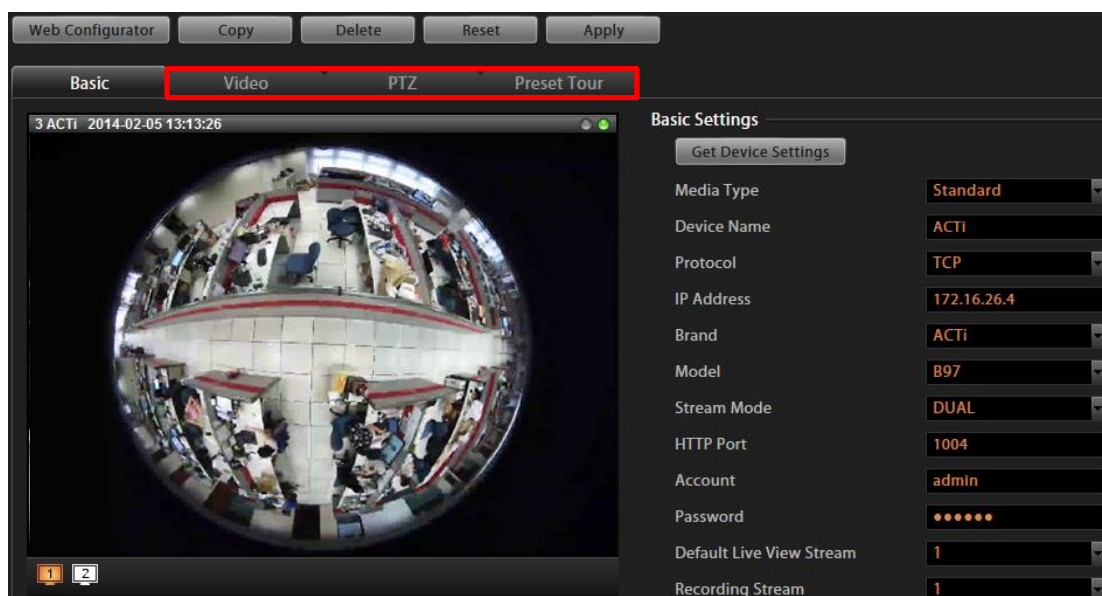 Web Configurator Copy Delete Reset Apply
Basic Video PTZ Preset Tour
3 ACTi 2014-02-05 13:13:26
Basic Settings
Get Device Settings
Media Type Standard
Device Name ACTi
Protocol TCP
IP Address 172.16.26.4
Brand ACTi
Model B97
Stream Mode DUAL
HTTP Port 1004
Account admin
Password ●●●●●●
Default Live View Stream 1
Recording Stream 1
1 2